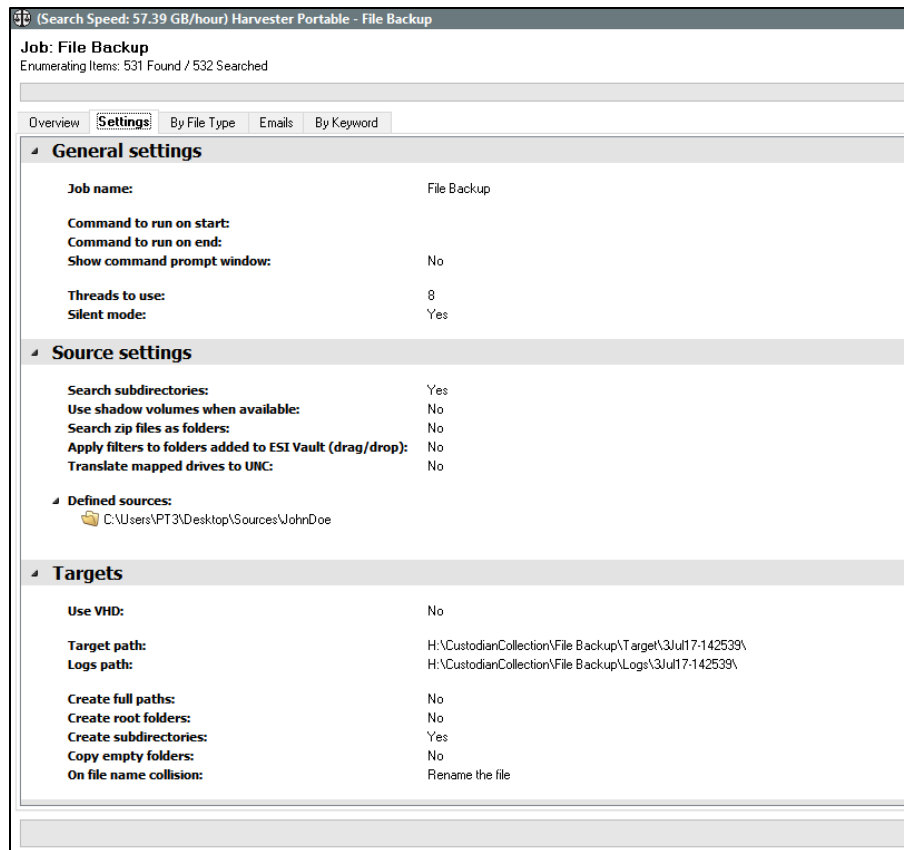 (Search Speed: 57.39 GB/hour) Harvester Portable - File Backup
Job: File Backup
Enumerating Items: 531 Found / 532 Searched
Overview Settings By File Type Emails By Keyword
General settings
Job name: File Backup
Command to run on start:
Command to run on end:
Show command prompt window: No
Threads to use: 8
Silent mode: Yes
Source settings
Search subdirectories: Yes
Use shadow volumes when available: No
Search zip files as folders: No
Apply filters to folders added to ESI Vault (drag/drop): No
Translate mapped drives to UNC: No
Defined sources:
C:\Users\PT3\Desktop\Sources\JohnDoe
Targets
Use VHD: No
Target path: H:\CustodianCollection\File Backup\Target\3Jul17-142539\
Logs path: H:\CustodianCollection\File Backup\Logs\3Jul17-142539\
Create full paths: No
Create root folders: No
Create subdirectories: Yes
Copy empty folders: No
On file name collision: Rename the file